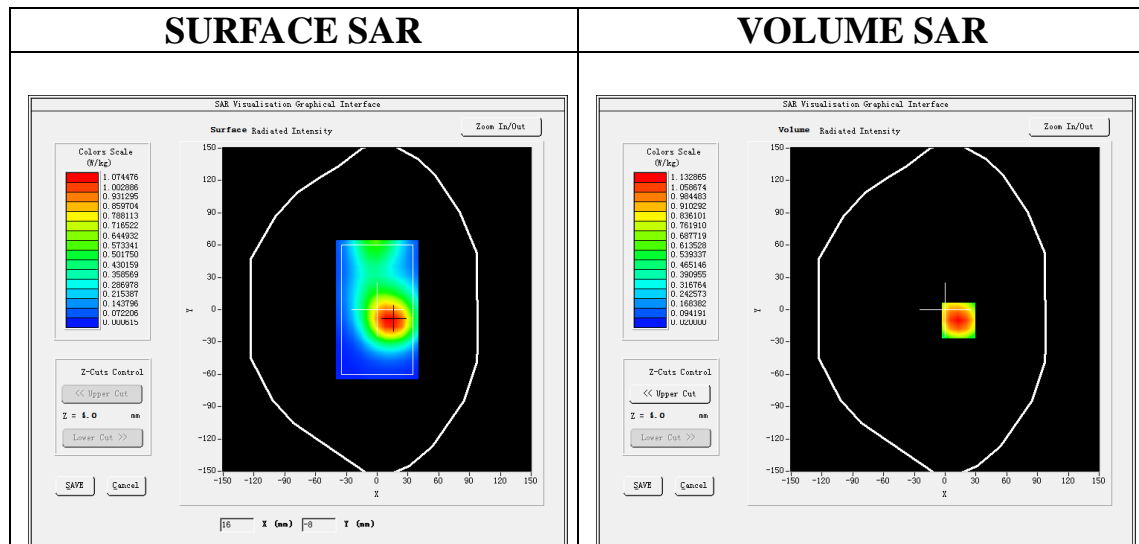 SURFACE SAR
VOLUME SAR
SAR Visualisation Graphical Interface
Surface Radiated Intensity
Zoom In/Out
Colors Scale
(W/kg)
1.074476
1.002886
0.931295
0.859704
0.788113
0.716522
0.644932
0.573341
0.501750
0.430159
0.358569
0.286978
0.215387
0.143796
0.072206
0.000615
150
120
90
60
30
0
-30
-60
-90
-120
-150
Y
-150 -120 -90 -60 -30 0 30 60 90 120 150
X
Z-Cuts Control
<< Upper Cut
Z = 4.0 mm
Lower Cut >>
SAVE Cancel
16 X (mm) -8 Y (mm)
SAR Visualisation Graphical Interface
Volume Radiated Intensity
Zoom In/Out
Colors Scale
(W/kg)
1.132865
1.058674
0.984483
0.910292
0.836101
0.761910
0.687719
0.613528
0.539337
0.465146
0.390955
0.316764
0.242573
0.168382
0.094191
0.020000
150
120
90
60
30
0
-30
-60
-90
-120
-150
Y
-150 -120 -90 -60 -30 0 30 60 90 120 150
X
Z-Cuts Control
<< Upper Cut
Z = 4.0 mm
Lower Cut >>
SAVE Cancel